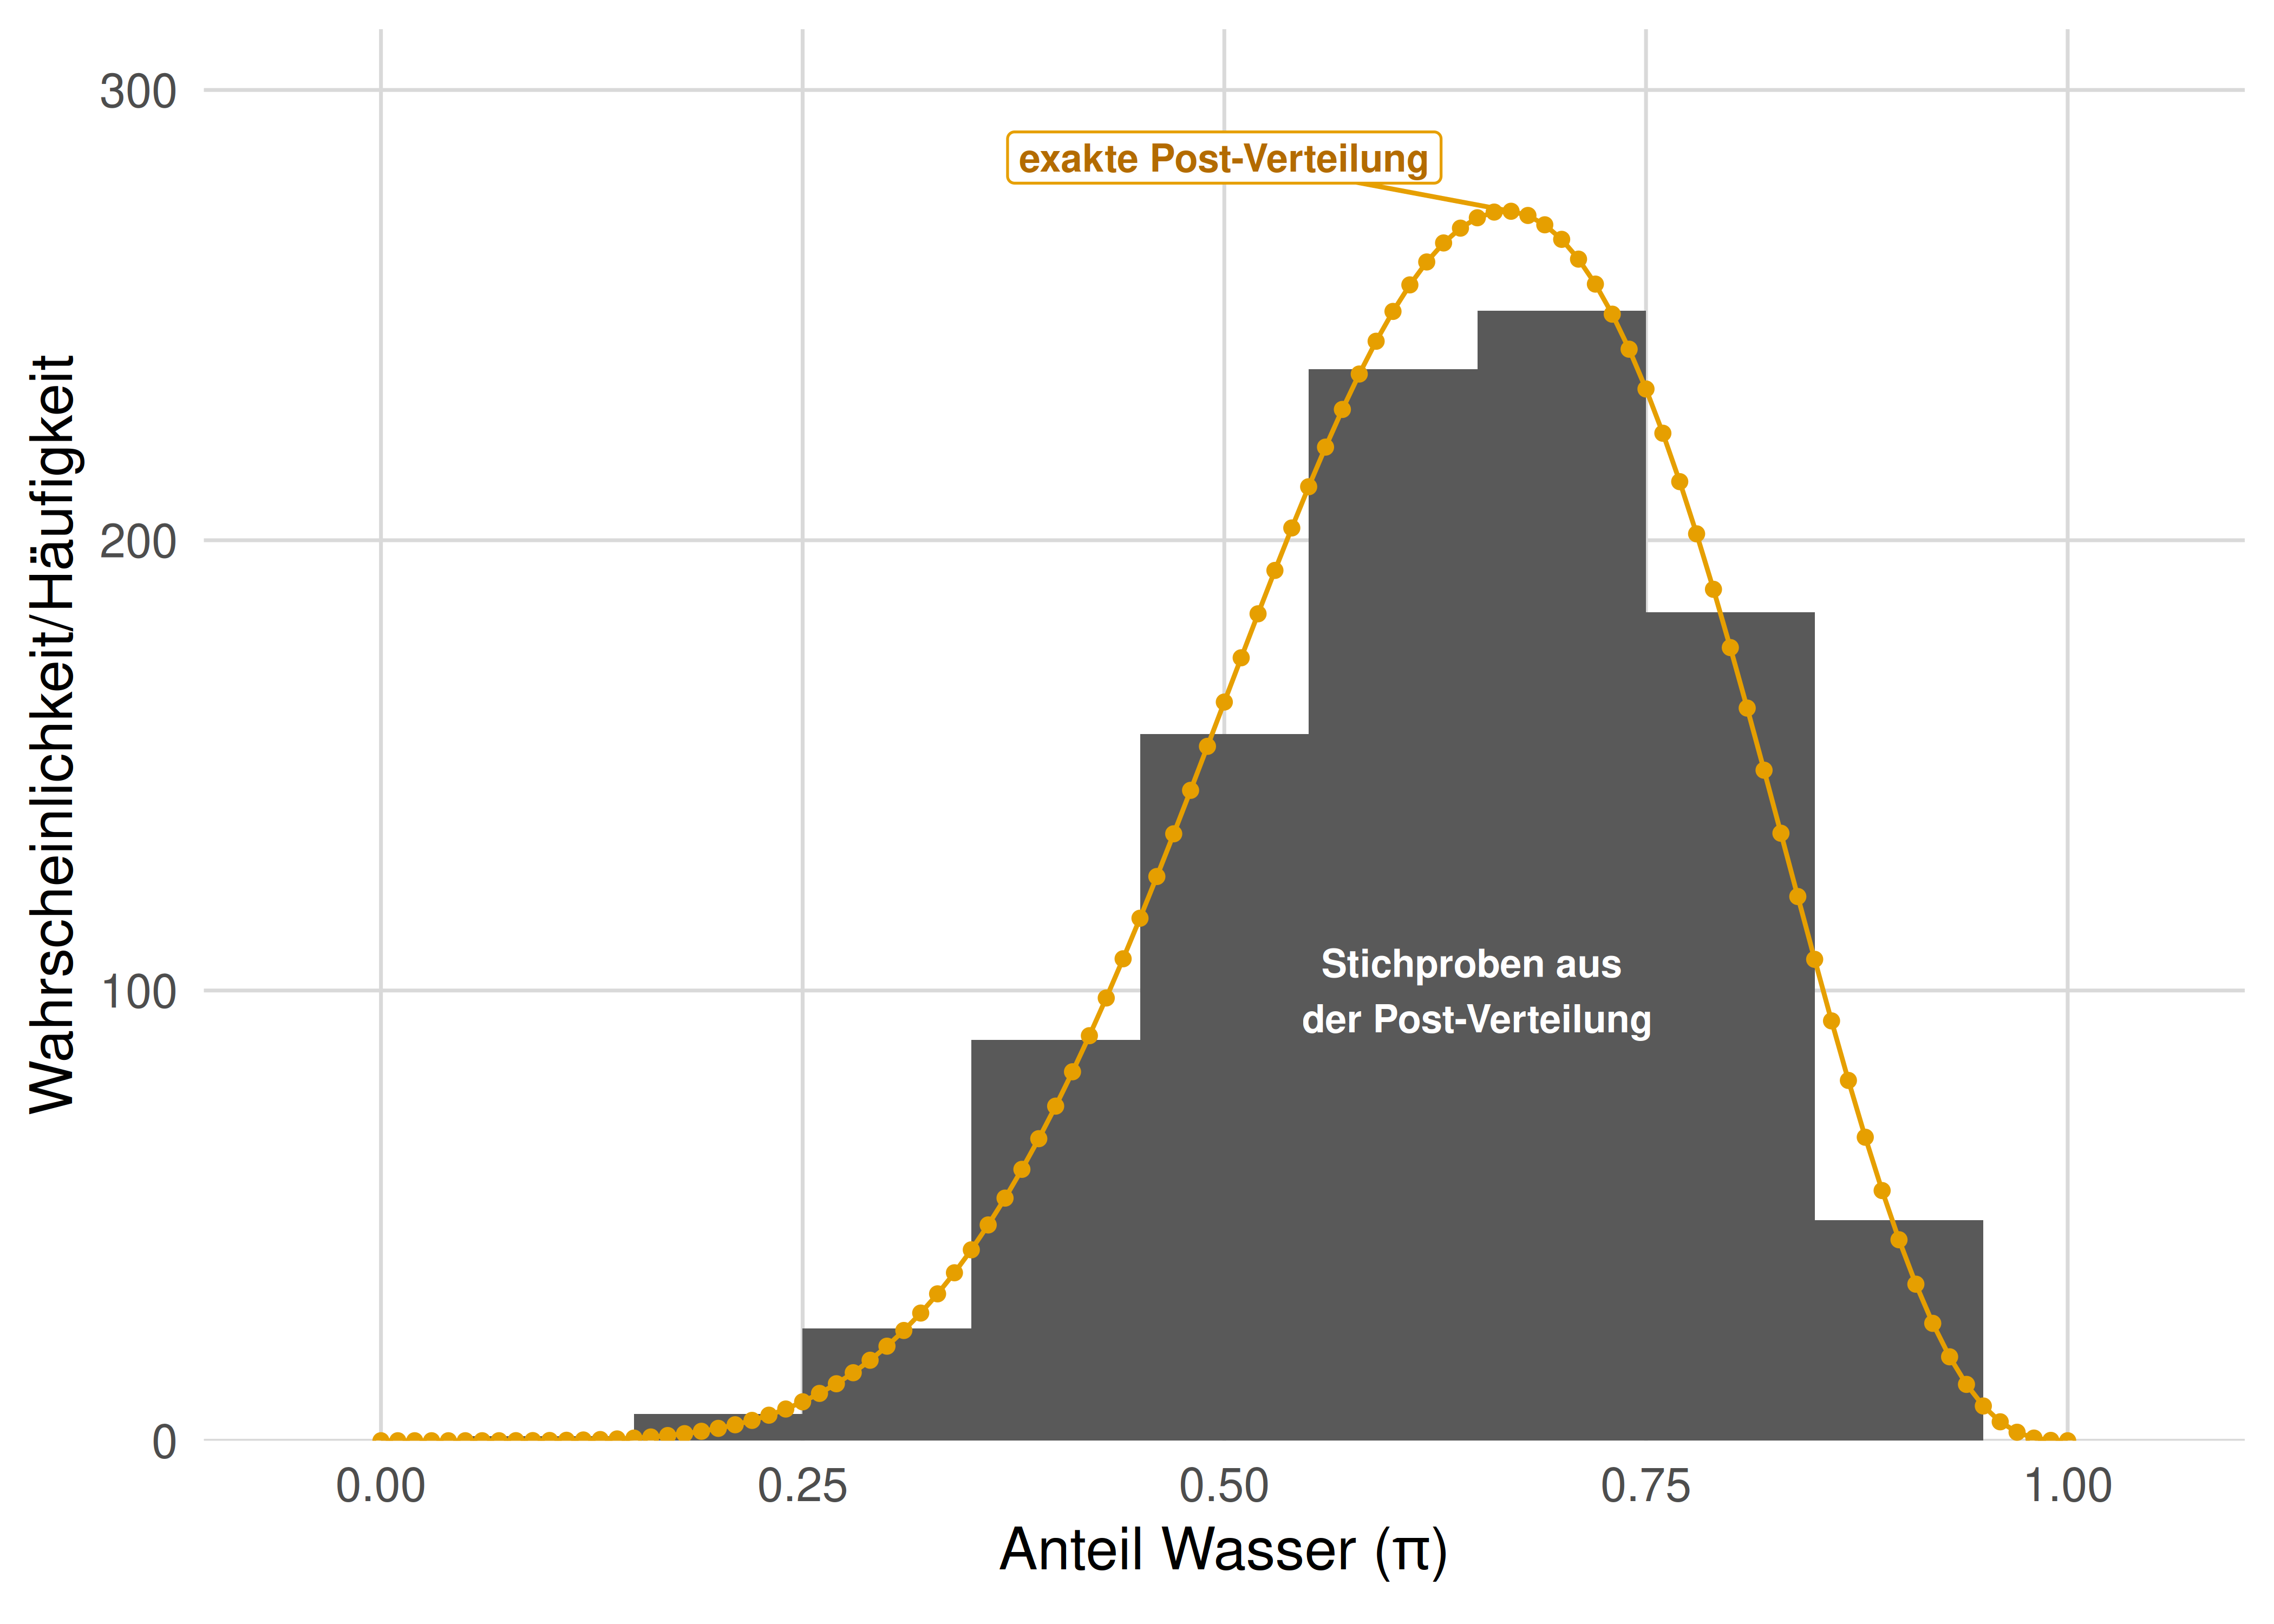 300
exakte Post-Verteilung
200
100
0
Stichproben aus
der Post-Verteilung
Wahrscheinlichkeit/Häufigkeit
0.00 0.25 0.50 0.75 1.00
Anteil Wasser (π)